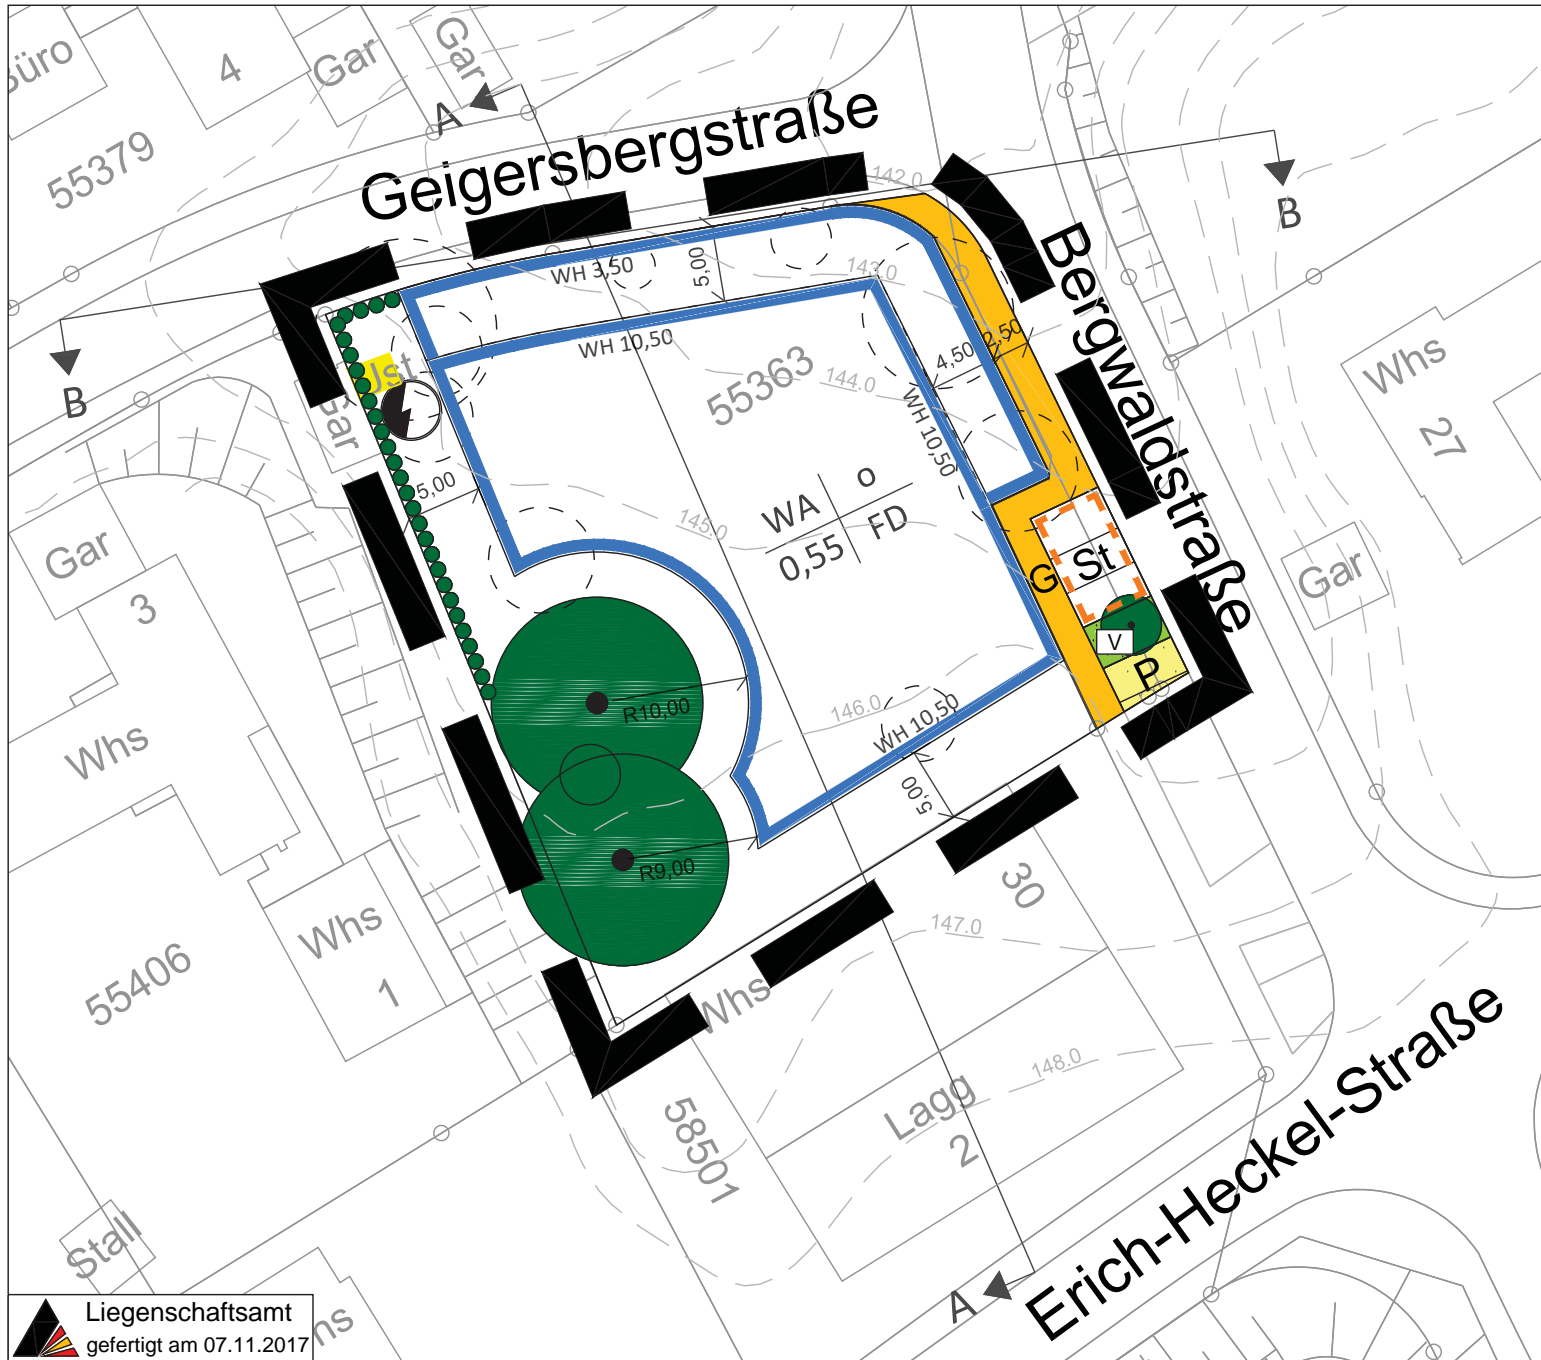 Büro
4
Gar
Gar
55379
A
Geigersbergstraße
142.0
B
WH 3,50
5,00
143.0
Bergwaldstraße
WH 10,50
2,50
4,50
Ust
Gar
B
55363
144.0
WH 10,50
Whs
27
5,00
145.0
WA
o
0,55
FD
Gar
3
G
St
Gar
V
P
Whs
R10,00
146.0
WH 10,50
5,00
R9,00
30
Whs
1
55406
147.0
Whs
148.0
Lagg
2
58501
Erich-Heckel-Straße
Stall
A
ns
Liegenschaftsamt
gefertigt am 07.11.2017